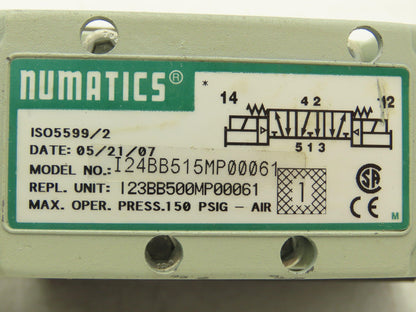 NUMATICS®
*
14 4 2 12
5 1 3
ISO5599/2
DATE: 05/21/07
MODEL NO.: I24BB515MP00061
REPL. UNIT: I23BB500MP00061
MAX. OPER. PRESS. 150 PSIG - AIR
1
SA
CE
M